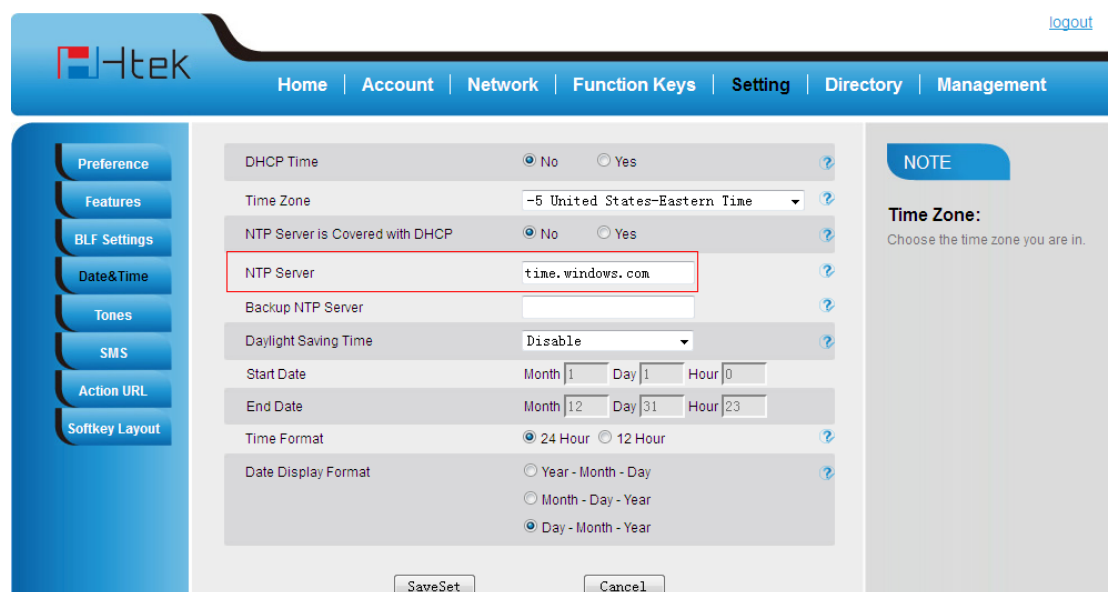 logout
Htek
Home Account Network Function Keys Setting Directory Management
Preference
Features
BLF Settings
Date&Time
Tones
SMS
Action URL
Softkey Layout
DHCP Time No Yes ?
Time Zone -5 United States-Eastern Time ?
NTP Server is Covered with DHCP No Yes ?
NTP Server time.windows.com ?
Backup NTP Server ?
Daylight Saving Time Disable ?
Start Date Month 1 Day 1 Hour 0
End Date Month 12 Day 31 Hour 23
Time Format 24 Hour 12 Hour ?
Date Display Format Year - Month - Day ?
Month - Day - Year
Day - Month - Year
SaveSet Cancel
NOTE
Time Zone:
Choose the time zone you are in.